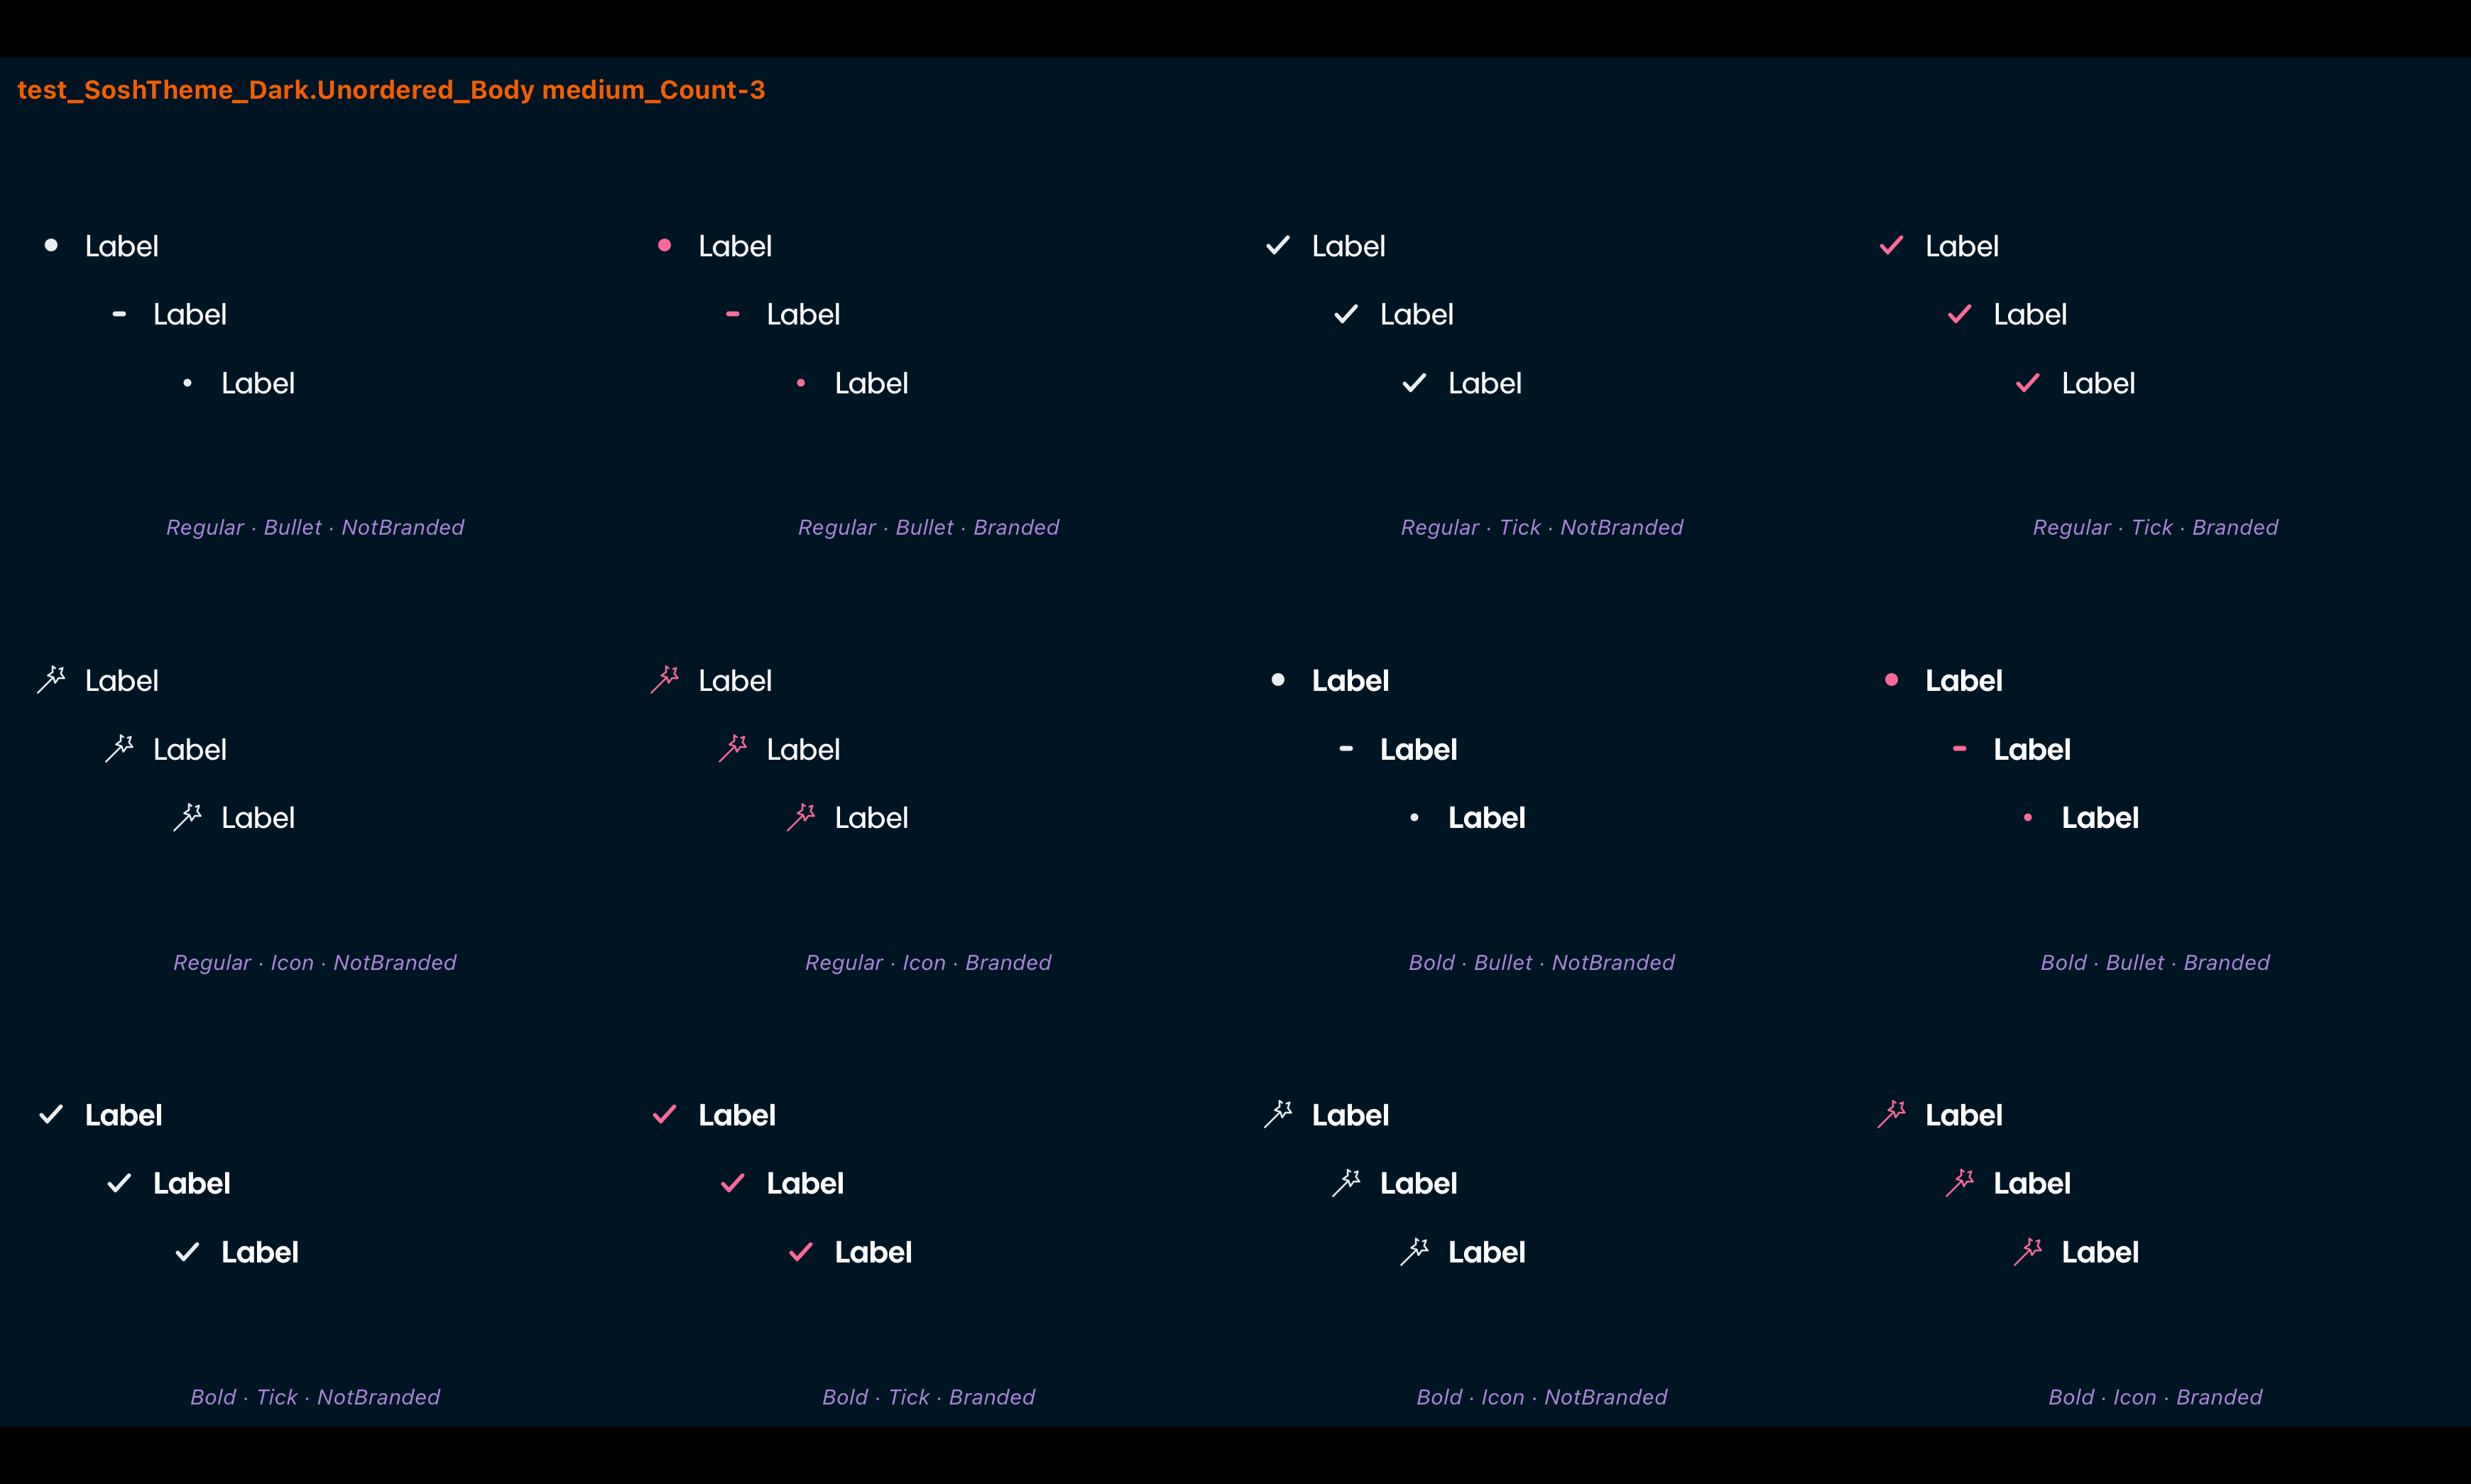 test_SoshTheme_Dark.Unordered_Body medium_Count-3
Label
Label
Label
Regular · Bullet · NotBranded
Label
Label
Label
Regular · Bullet · Branded
Label
Label
Label
Regular · Tick · NotBranded
Label
Label
Label
Regular · Tick · Branded
Label
Label
Label
Regular · Icon · NotBranded
Label
Label
Label
Regular · Icon · Branded
Label
Label
Label
Bold · Bullet · NotBranded
Label
Label
Label
Bold · Bullet · Branded
Label
Label
Label
Bold · Tick · NotBranded
Label
Label
Label
Bold · Tick · Branded
Label
Label
Label
Bold · Icon · NotBranded
Label
Label
Label
Bold · Icon · Branded